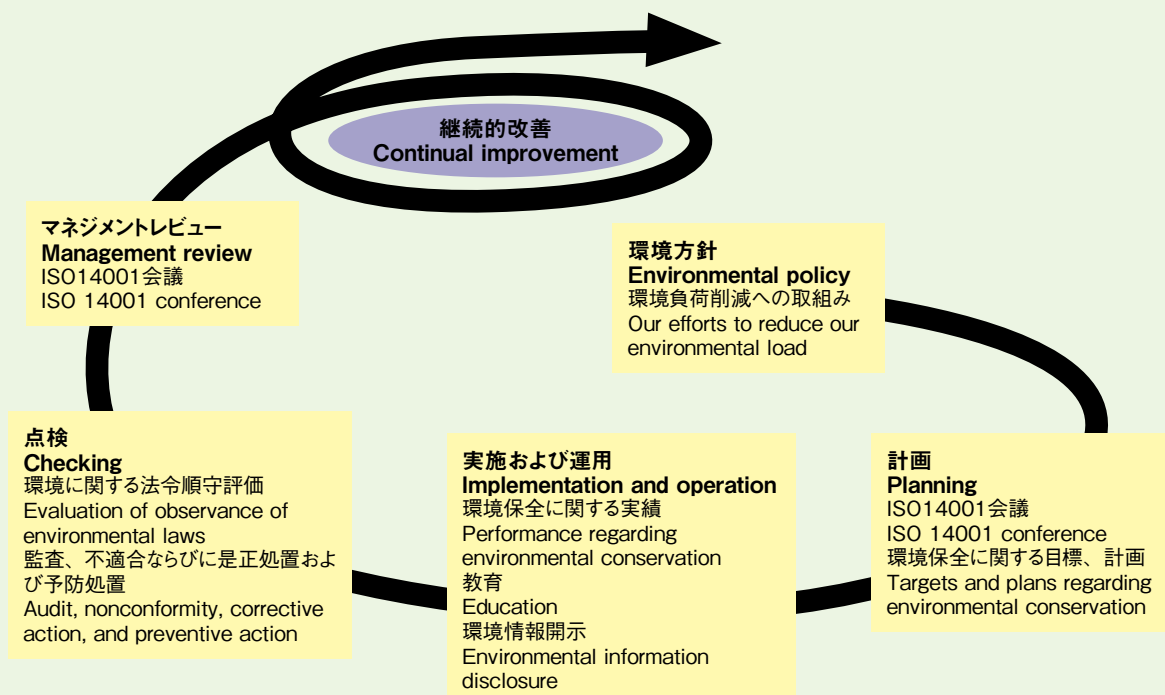 継続的改善
Continual improvement
マネジメントレビュー
Management review
ISO14001会議
ISO 14001 conference
環境方針
Environmental policy
環境負荷削減への取組み
Our efforts to reduce our
environmental load
点検
Checking
環境に関する法令順守評価
Evaluation of observance of
environmental laws
監査、不適合ならびに是正処置およ
び予防処置
Audit, nonconformity, corrective
action, and preventive action
実施および運用
Implementation and operation
環境保全に関する実績
Performance regarding
environmental conservation
教育
Education
環境情報開示
Environmental information
disclosure
計画
Planning
ISO14001会議
ISO 14001 conference
環境保全に関する目標、計画
Targets and plans regarding
environmental conservation